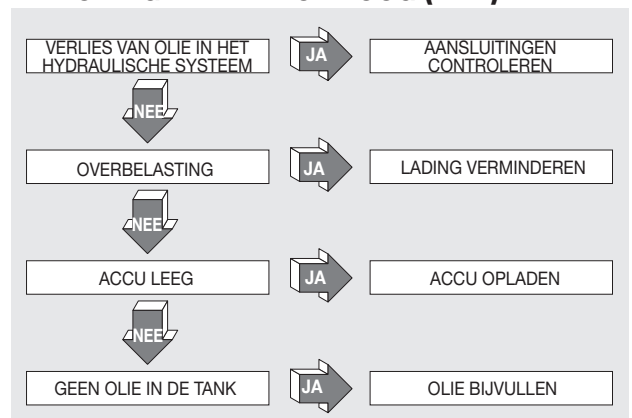 VERLIES VAN OLIE IN HET
HYDRAULISCHE SYSTEEM
JA
AANSLUITINGEN
CONTROLEREN
NEE
OVERBELASTING
JA
LADING VERMINDEREN
NEE
ACCU LEEG
JA
ACCU OPLADEN
NEE
GEEN OLIE IN DE TANK
JA
OLIE BIJVULLEN